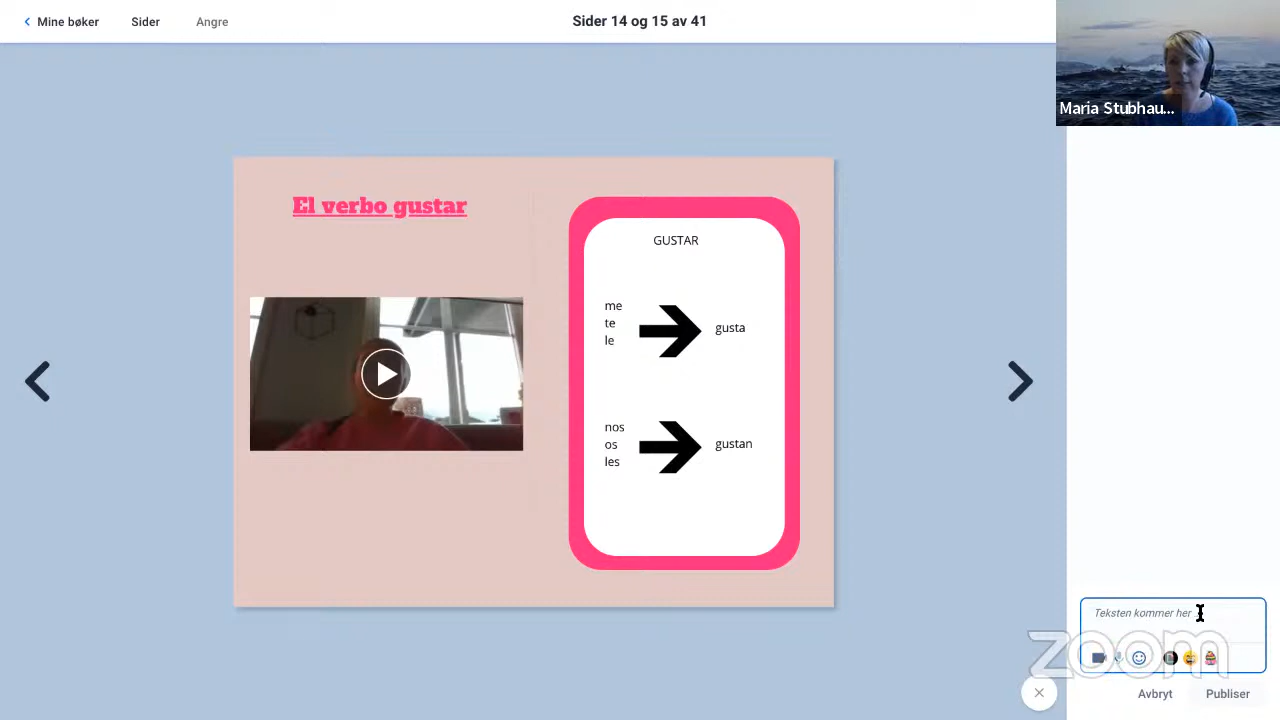 Mine bøker
Sider
Angre
Sider 14 og 15 av 41
Maria Stubhau...
El verbo gustar
GUSTAR
me
te
le
gusta
nos
os
les
gustan
Teksten kommer her
zoom
Avbryt
Publiser